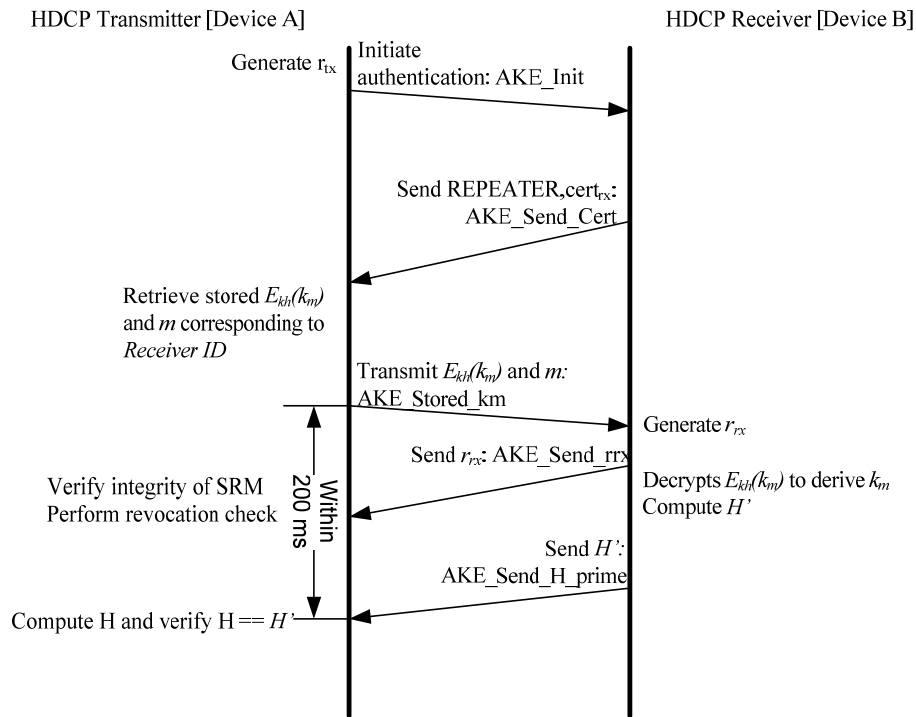 HDCP Transmitter [Device A]
HDCP Receiver [Device B]
Generate rtx
Initiate
authentication: AKE_Init
Send REPEATER,certrx:
AKE_Send_Cert
Retrieve stored Ekh(km)
and m corresponding to
Receiver ID
Transmit Ekh(km) and m:
AKE_Stored_km
Generate rrx
Send rrx: AKE_Send_rrx
Decrypts Ekh(km) to derive km
Compute H’
Verify integrity of SRM
Perform revocation check
Within
200 ms
Send H’:
AKE_Send_H_prime
Compute H and verify H == H’